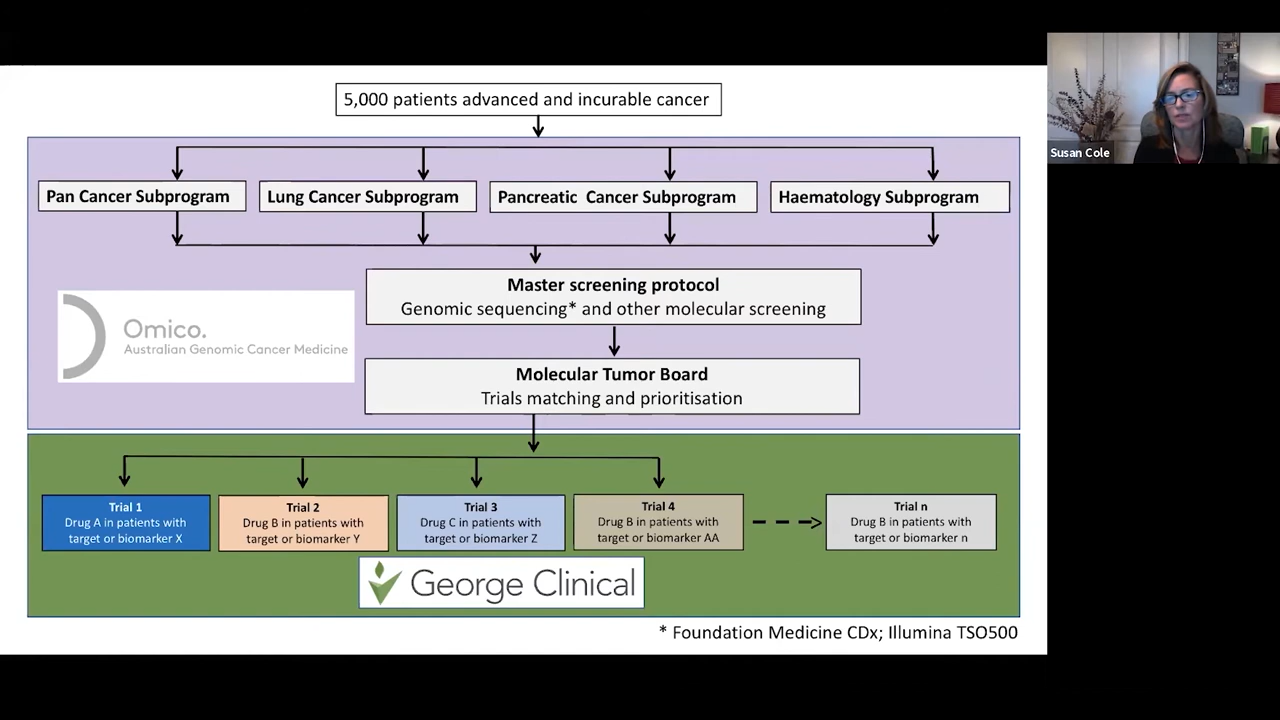 5,000 patients advanced and incurable cancer
Susan Cole
Pan Cancer Subprogram
Lung Cancer Subprogram
Pancreatic Cancer Subprogram
Haematology Subprogram
Master screening protocol
Genomic sequencing* and other molecular screening
Omico.
Australian Genomic Cancer Medicine
Molecular Tumor Board
Trials matching and prioritisation
Trial 1
Drug A in patients with
target or biomarker X
Trial 2
Drug B in patients with
target or biomarker Y
Trial 3
Drug C in patients with
target or biomarker Z
Trial 4
Drug B in patients with
target or biomarker AA
Trial n
Drug B in patients with
target or biomarker n
George Clinical
* Foundation Medicine CDx; Illumina TSO500